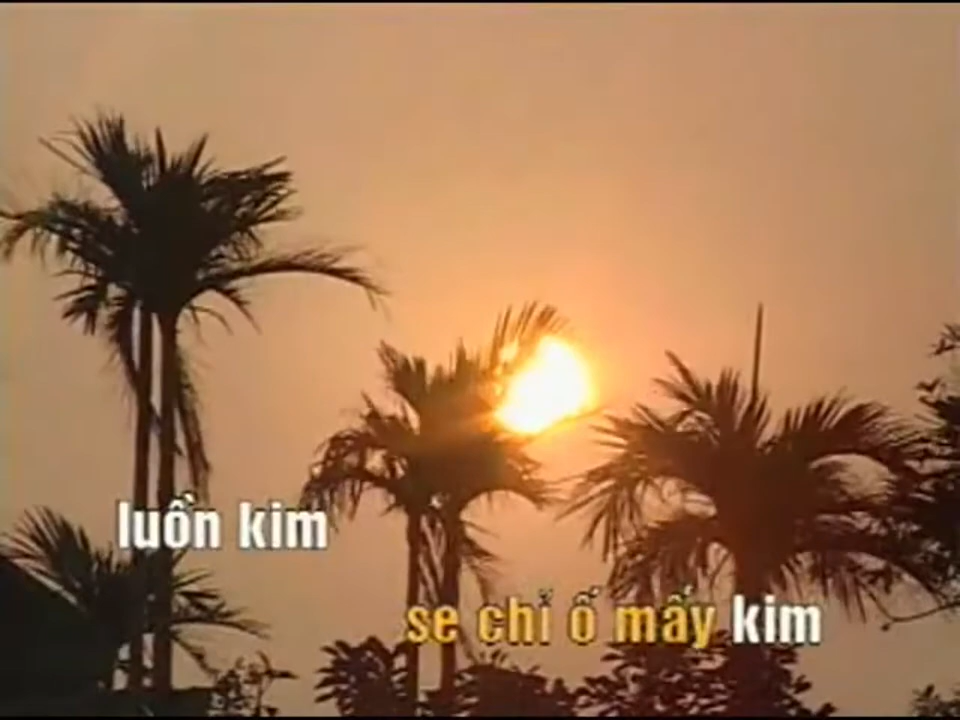 luồn kim
se chỉ ố mấy kim